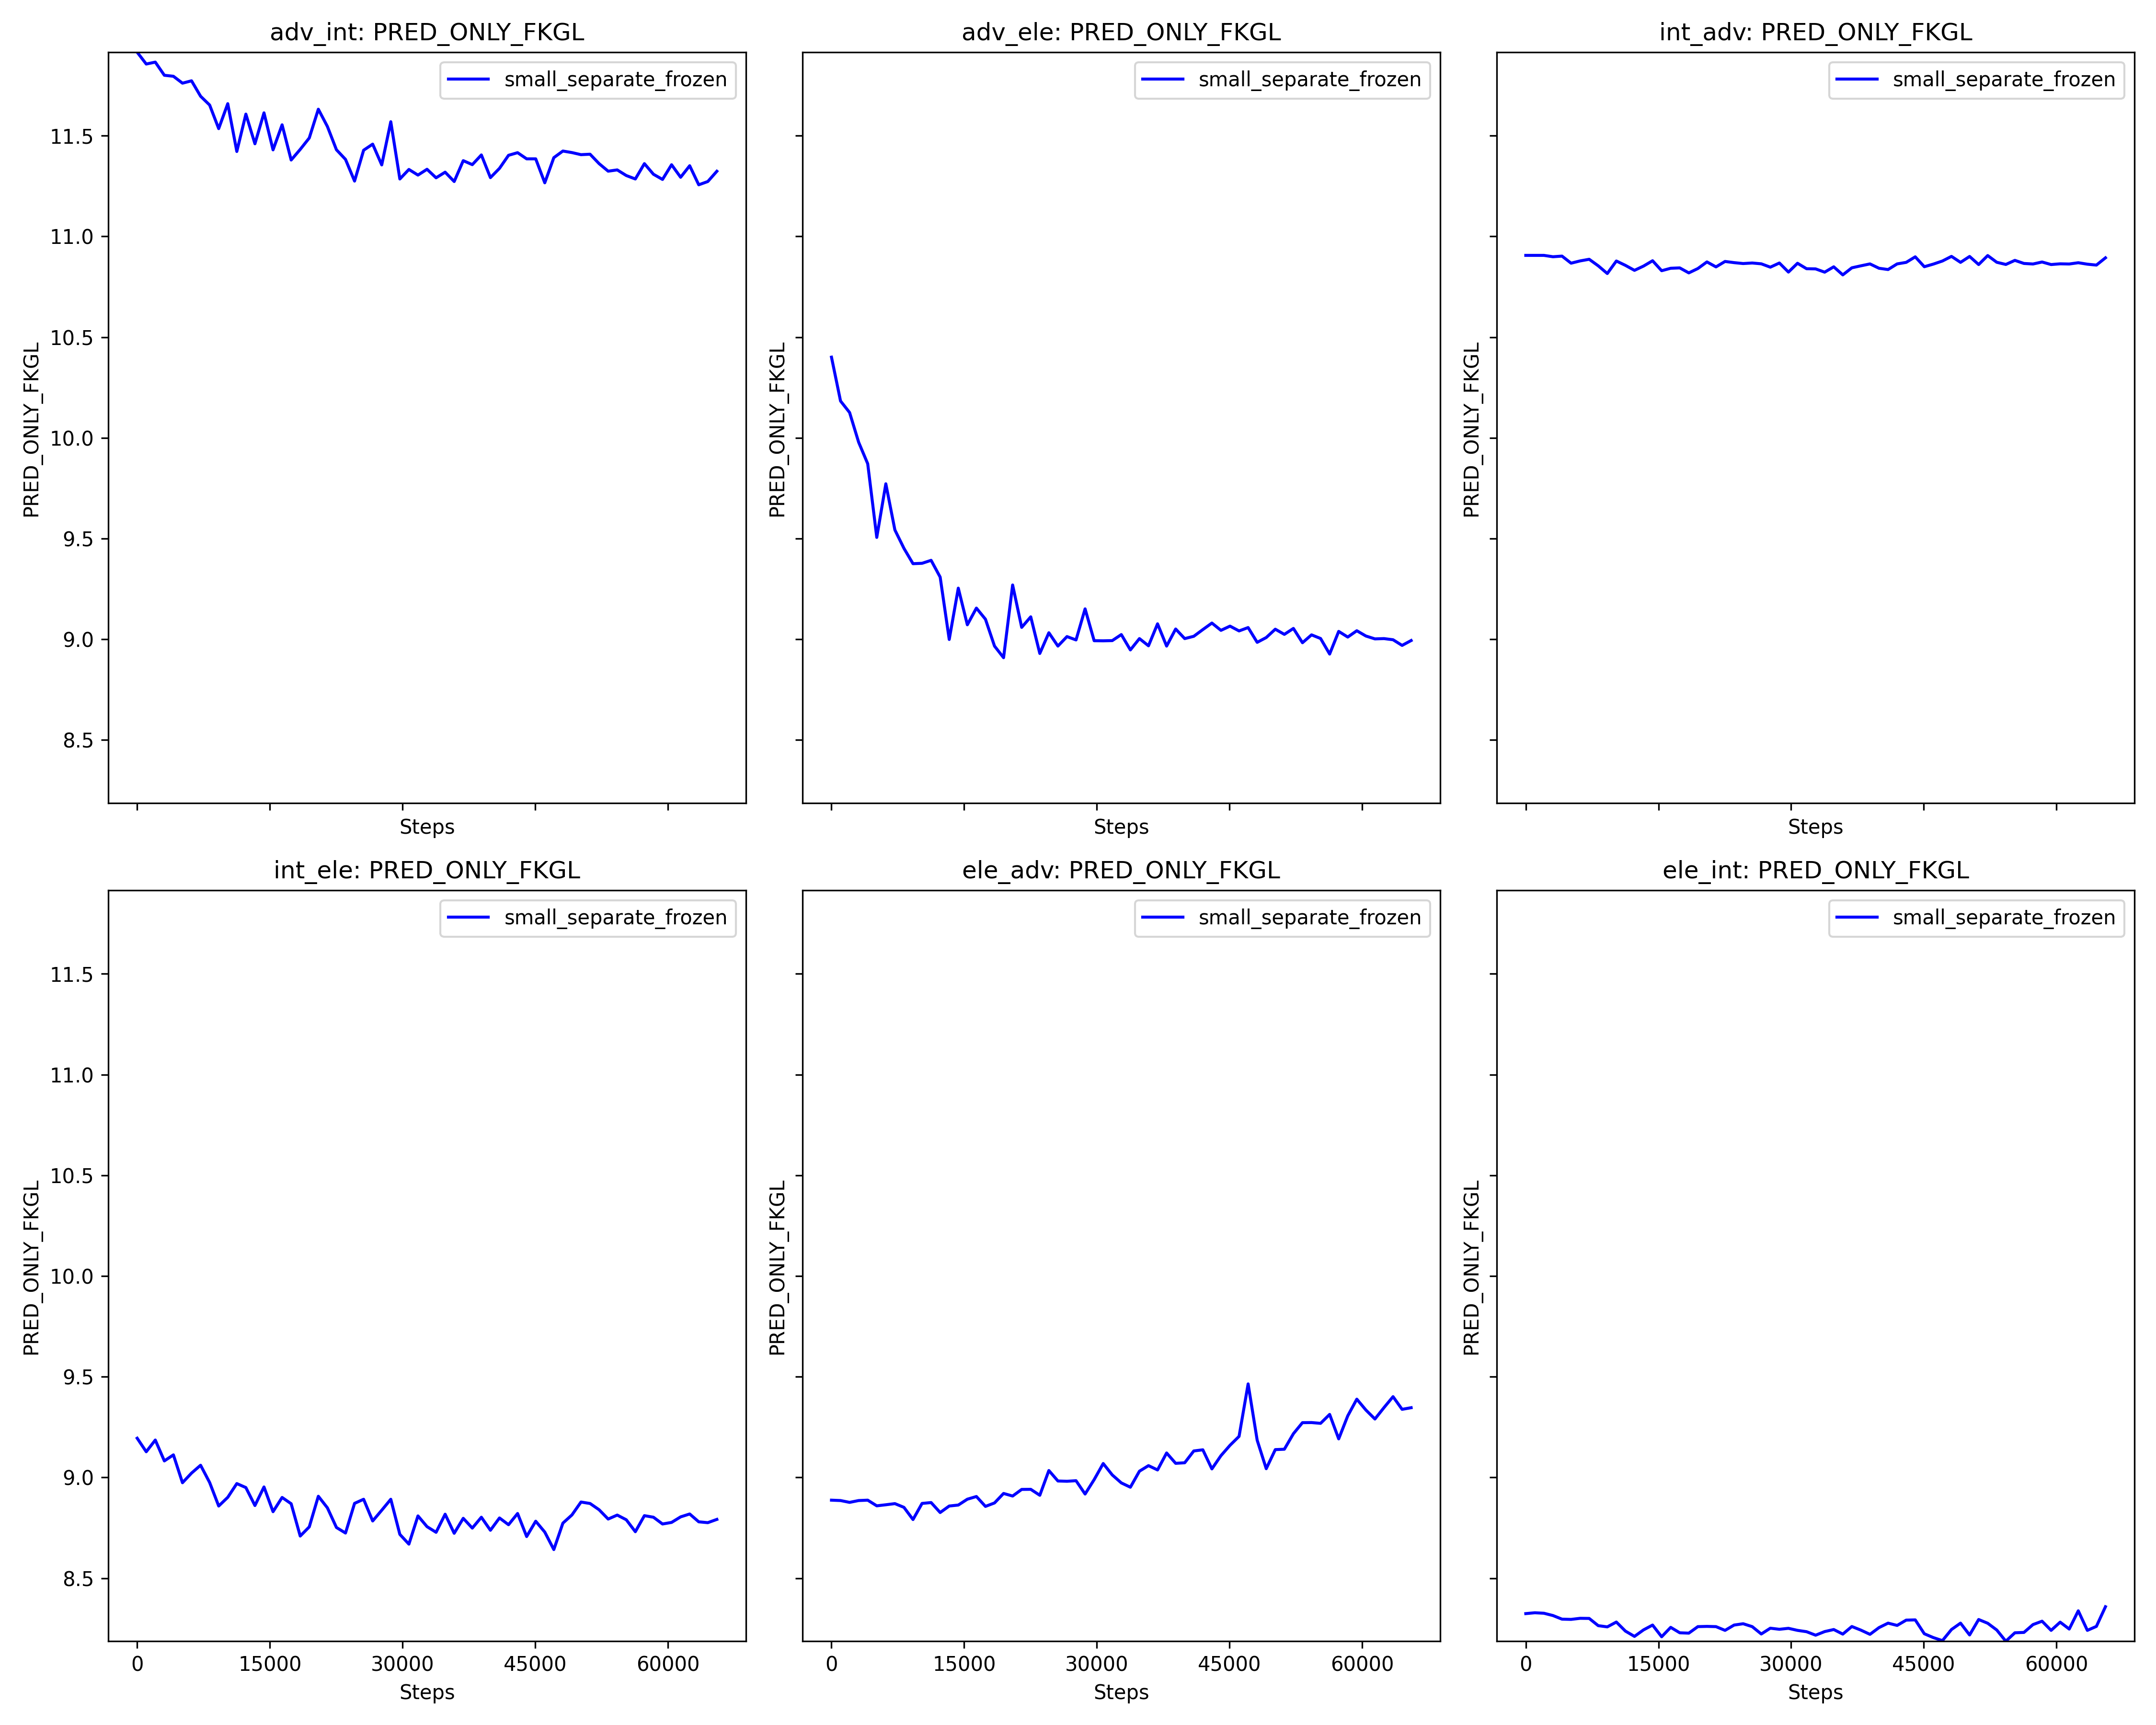 adv_int: PRED_ONLY_FKGL
adv_ele: PRED_ONLY_FKGL
int_adv: PRED_ONLY_FKGL
small_separate_frozen
small_separate_frozen
small_separate_frozen
11.5
11.0
10.5
10.0
9.5
9.0
8.5
PRED_ONLY_FKGL
PRED_ONLY_FKGL
PRED_ONLY_FKGL
Steps
Steps
Steps
int_ele: PRED_ONLY_FKGL
ele_adv: PRED_ONLY_FKGL
ele_int: PRED_ONLY_FKGL
small_separate_frozen
small_separate_frozen
small_separate_frozen
11.5
11.0
10.5
10.0
9.5
9.0
8.5
PRED_ONLY_FKGL
PRED_ONLY_FKGL
PRED_ONLY_FKGL
0 15000 30000 45000 60000
0 15000 30000 45000 60000
0 15000 30000 45000 60000
Steps
Steps
Steps